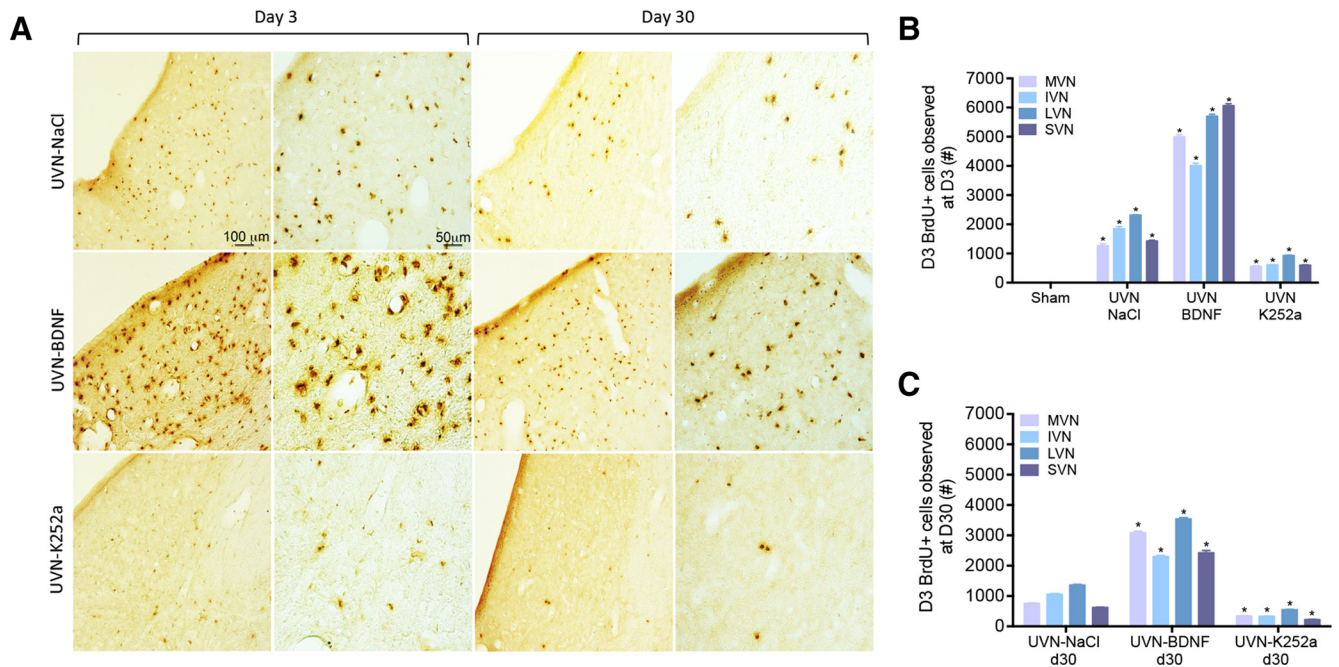 A
Day 3
Day 30
UVN-NaCl
100 µm
50µm
UVN-BDNF
UVN-K252a
B
D3 BrdU+ cells observed
at D3 (#)
7000
6000
5000
4000
3000
2000
1000
0
MVN
IVN
LVN
SVN
* * * *
* * * *
* * * *
Sham
UVN
NaCl
UVN
BDNF
UVN
K252a
C
D3 BrdU+ cells observed
at D30 (#)
7000
6000
5000
4000
3000
2000
1000
0
MVN
IVN
LVN
SVN
* * * *
* * * *
UVN-NaCl
d30
UVN-BDNF
d30
UVN-K252a
d30